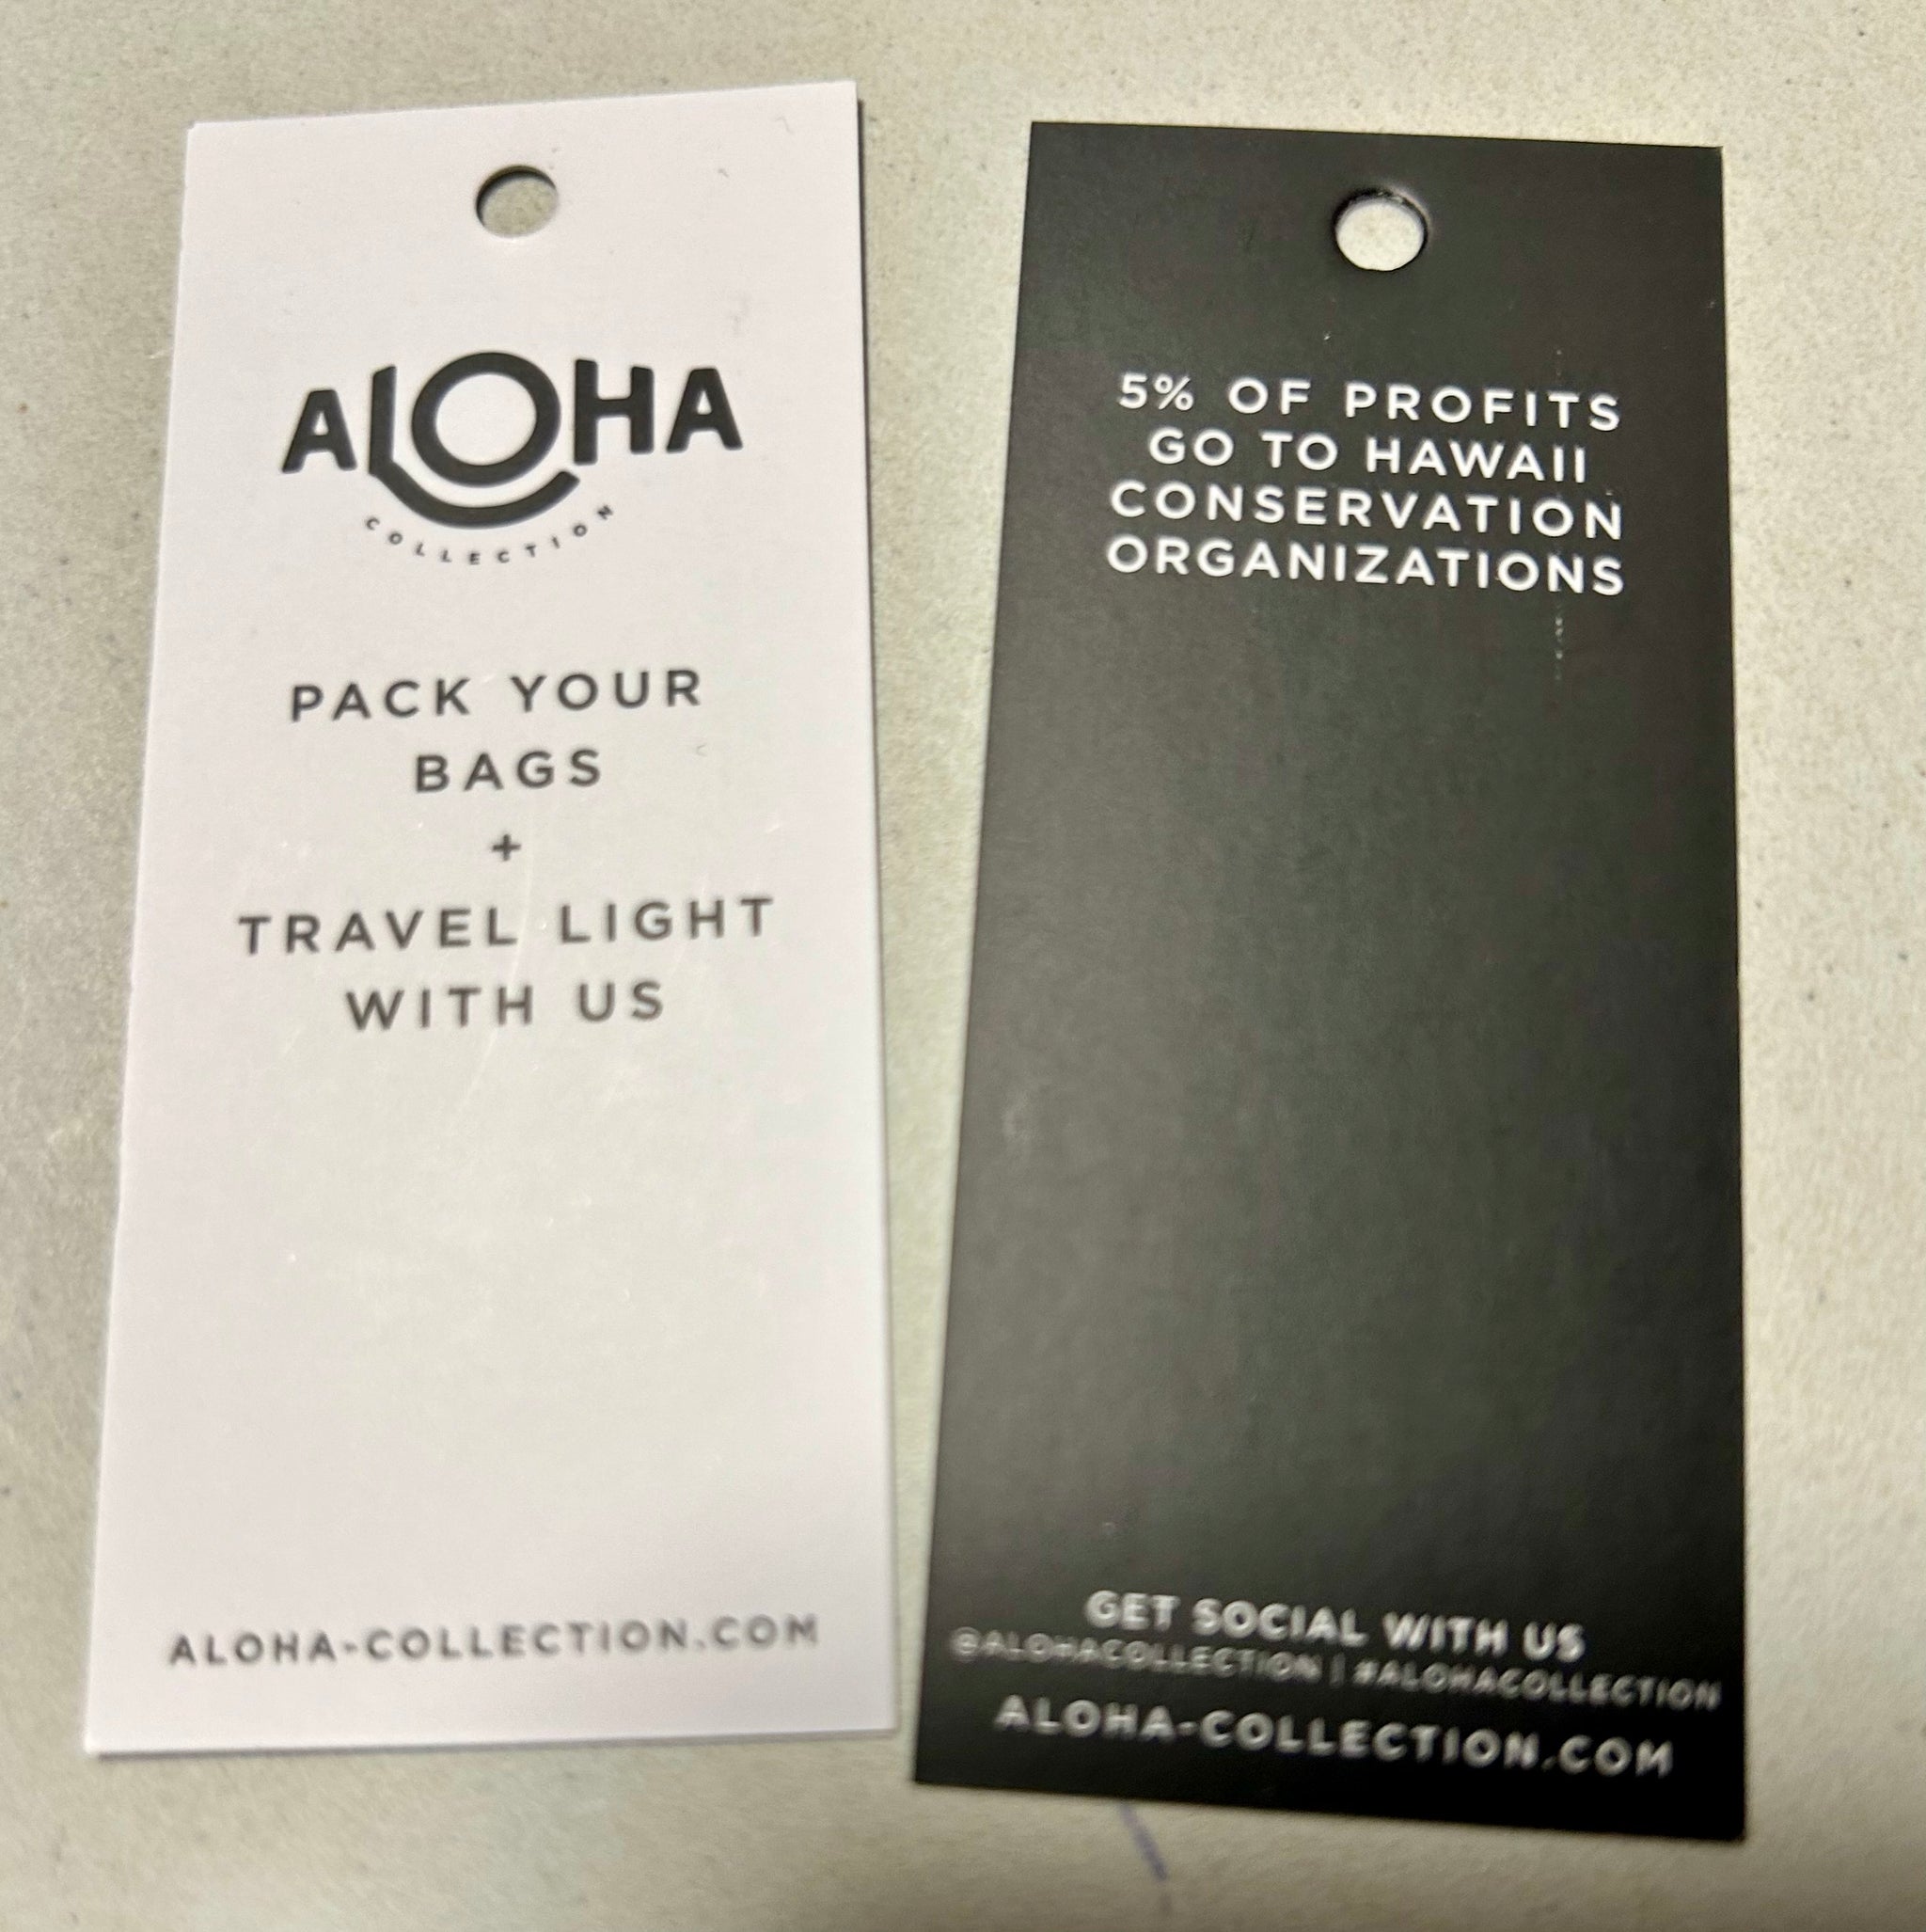 ALOHA
COLLECTION
PACK YOUR
BAGS
+
TRAVEL LIGHT
WITH US
ALOHA-COLLECTION.COM
5% OF PROFITS
GO TO HAWAII
CONSERVATION
ORGANIZATIONS
GET SOCIAL WITH US
@ALOHACOLLECTION | #ALOHACOLLECTION
ALOHA-COLLECTION.COM